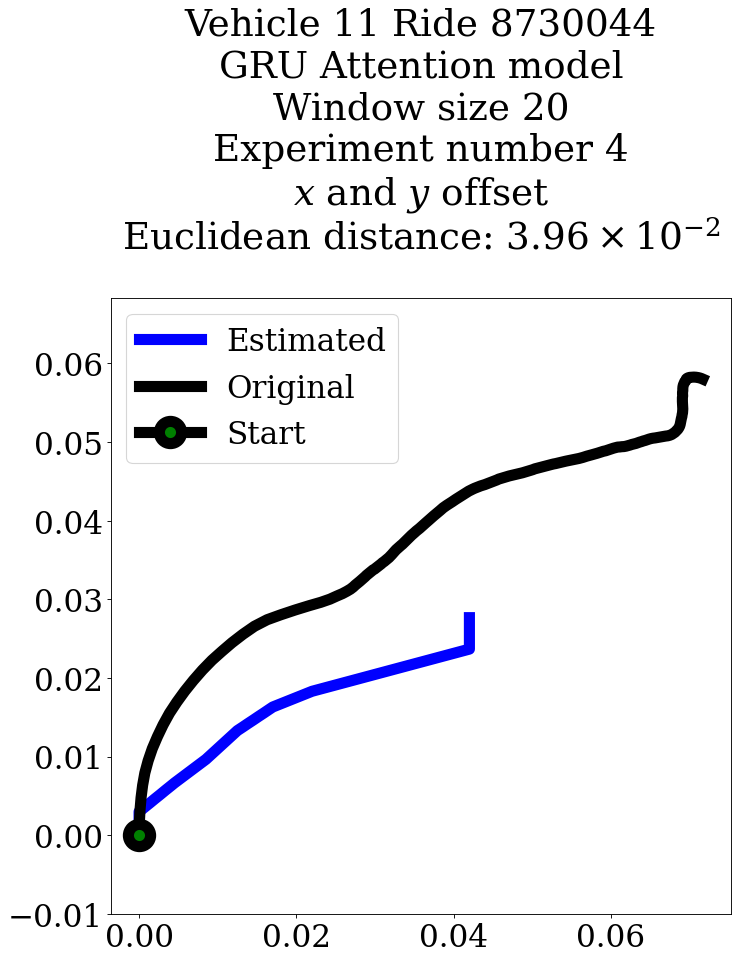 Vehicle 11 Ride 8730044
GRU Attention model
Window size 20
Experiment number 4
x and y offset
Euclidean distance: 3.96 × 10⁻²
Estimated
Original
Start
0.06
0.05
0.04
0.03
0.02
0.01
0.00
−0.01
0.00 0.02 0.04 0.06